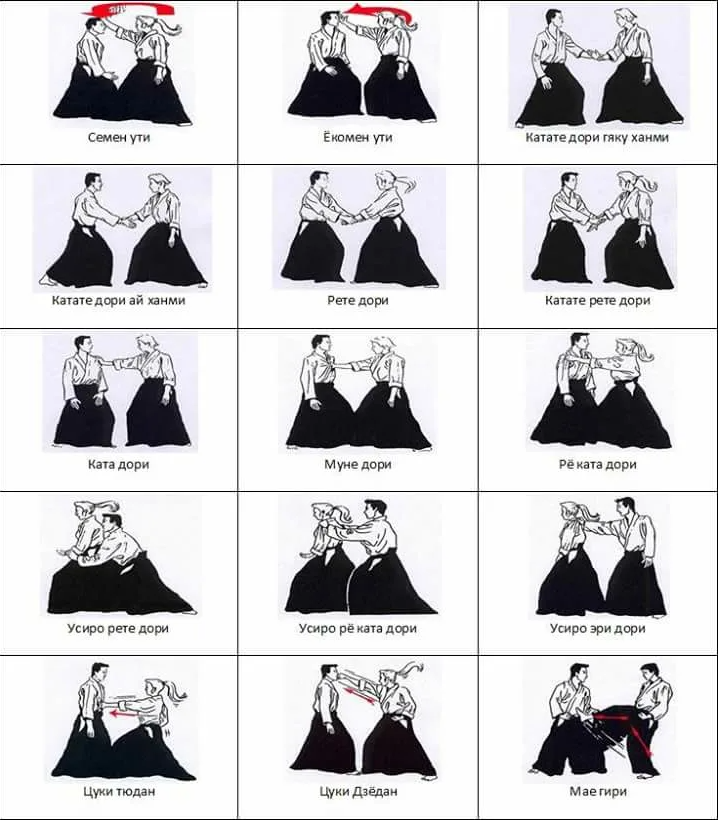 Семен ути
Ёкомен ути
Катате дори гяку ханми
Катате дори ай ханми
Рете дори
Катате рете дори
Ката дори
Муне дори
Рё ката дори
Усиро рете дори
Усиро рё ката дори
Усиро эри дори
Цуки тюдан
Цуки Дзёдан
Мае гири